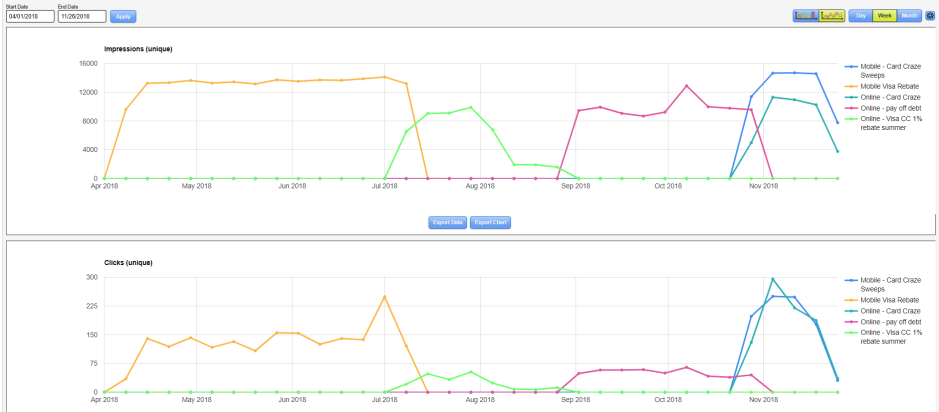 Start Date
End Date
04/01/2018
11/26/2018
Apply
Day
Week
Month
Impressions (unique)
16000
12000
8000
4000
0
Apr 2018
May 2018
Jun 2018
Jul 2018
Aug 2018
Sep 2018
Oct 2018
Nov 2018
Mobile - Card Craze
Sweeps
Mobile Visa Rebate
Online - Card Craze
Online - pay off debt
Online - Visa CC 1%
rebate summer
Export Data
Export Chart
Clicks (unique)
300
225
150
75
0
Apr 2018
May 2018
Jun 2018
Jul 2018
Aug 2018
Sep 2018
Oct 2018
Nov 2018
Mobile - Card Craze
Sweeps
Mobile Visa Rebate
Online - Card Craze
Online - pay off debt
Online - Visa CC 1%
rebate summer